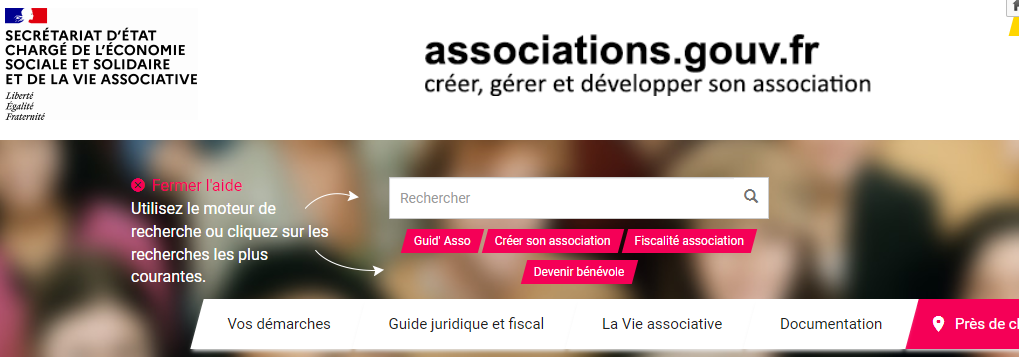 SECRÉTARIAT D'ÉTAT
CHARGÉ DE L'ÉCONOMIE
SOCIALE ET SOLIDAIRE
ET DE LA VIE ASSOCIATIVE
Liberté
Égalité
Fraternité
associations.gouv.fr
créer, gérer et développer son association
Fermer l'aide
Utilisez le moteur de
recherche ou cliquez sur les
recherches les plus
courantes.
Rechercher
Guid' Asso
Créer son association
Fiscalité association
Devenir bénévole
Vos démarches
Guide juridique et fiscal
La Vie associative
Documentation
Près de